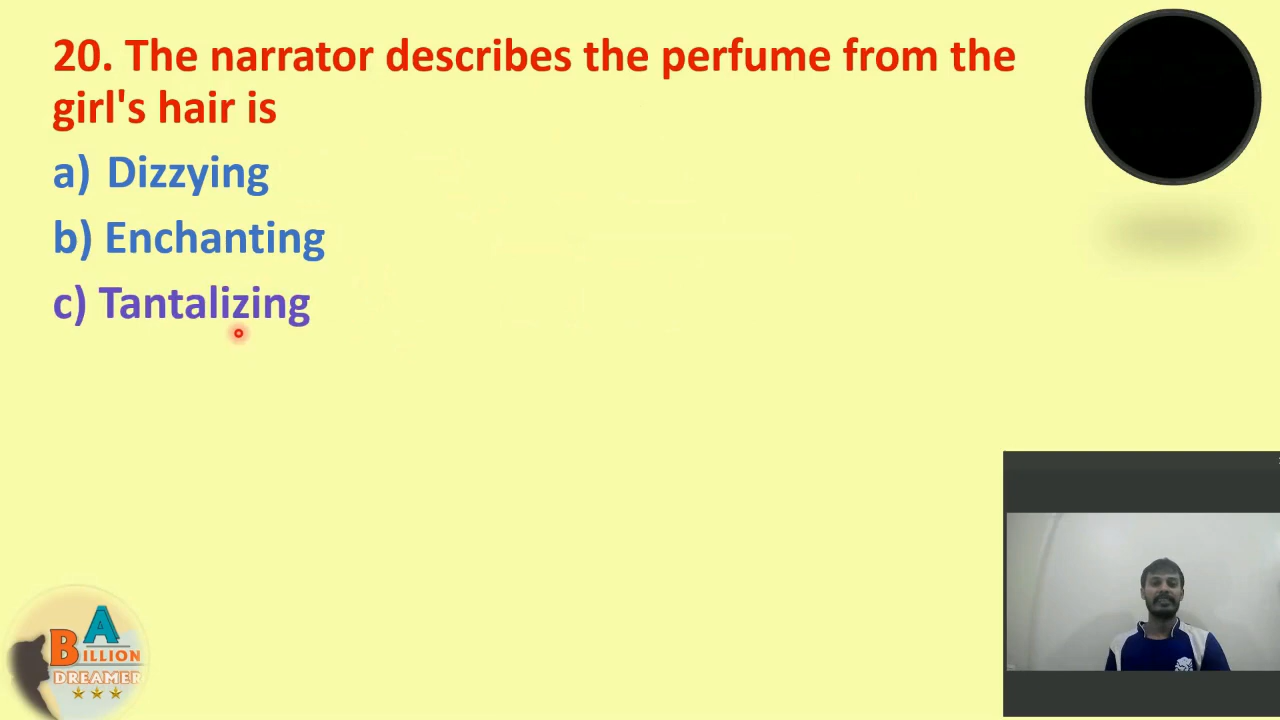 20. The narrator describes the perfume from the
girl's hair is
a) Dizzying
b) Enchanting
c) Tantalizing
A
BILLION
DREAMER